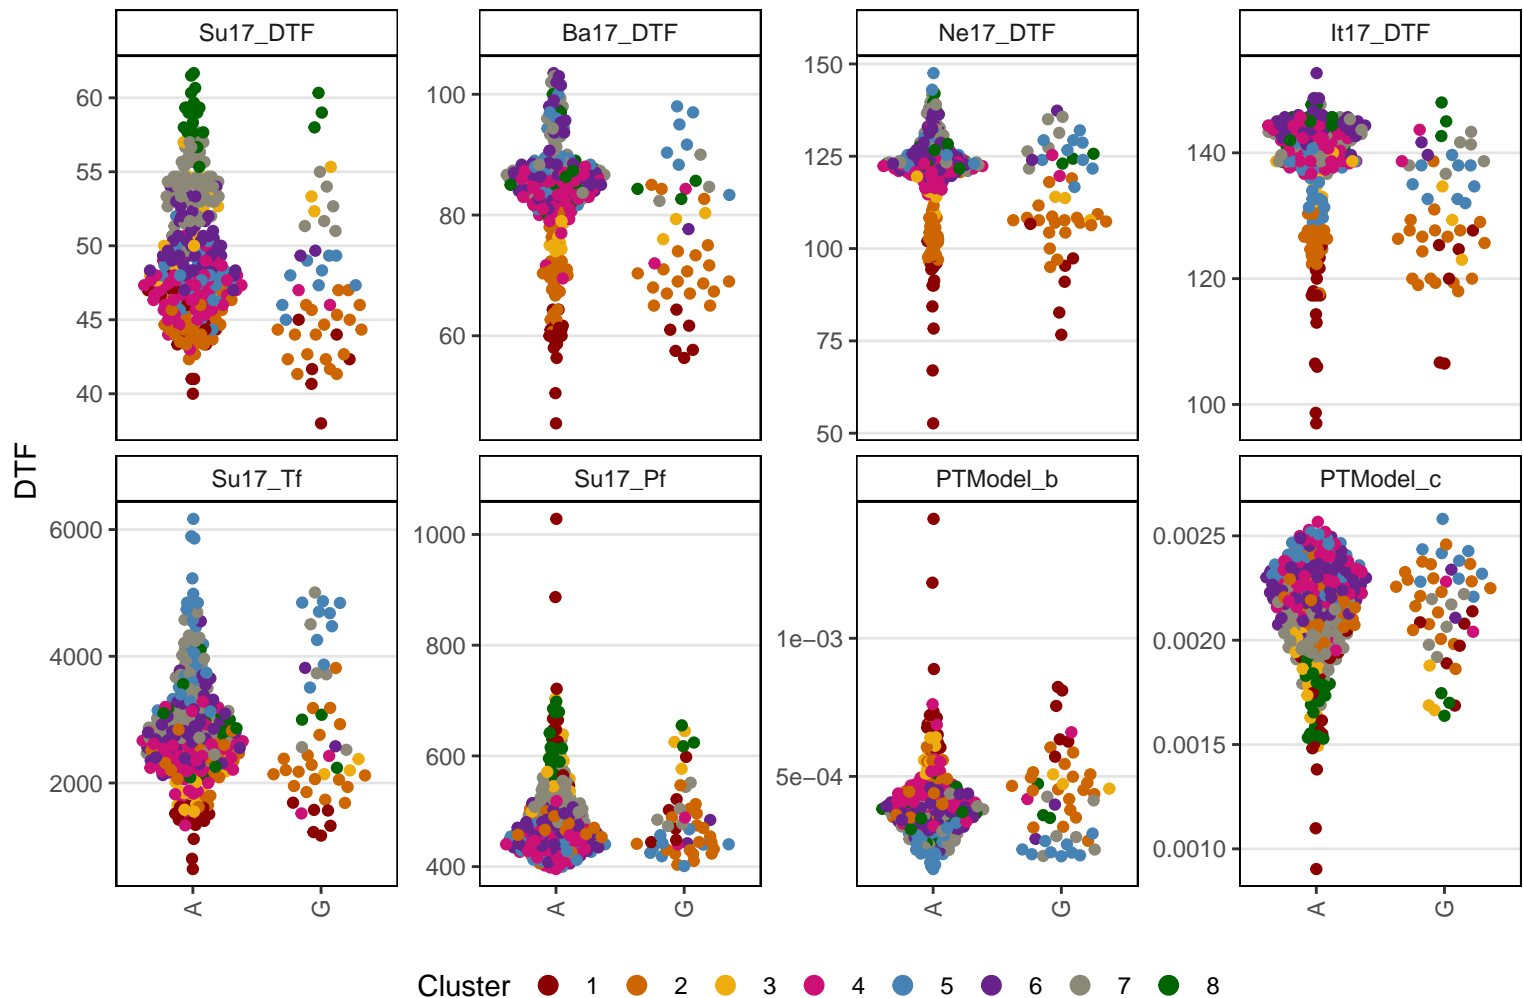 Su17_DTF Ba17_DTF Ne17_DTF It17_DTF
60 55 50 45 40
100 80 60
150 125 100 75 50
140 120 100
DTF
Su17_Tf Su17_Pf PTModel_b PTModel_c
6000 4000 2000
1000 800 600 400
1e-03 5e-04
0.0025 0.0020 0.0015 0.0010
A G A G A G A G
Cluster 1 2 3 4 5 6 7 8